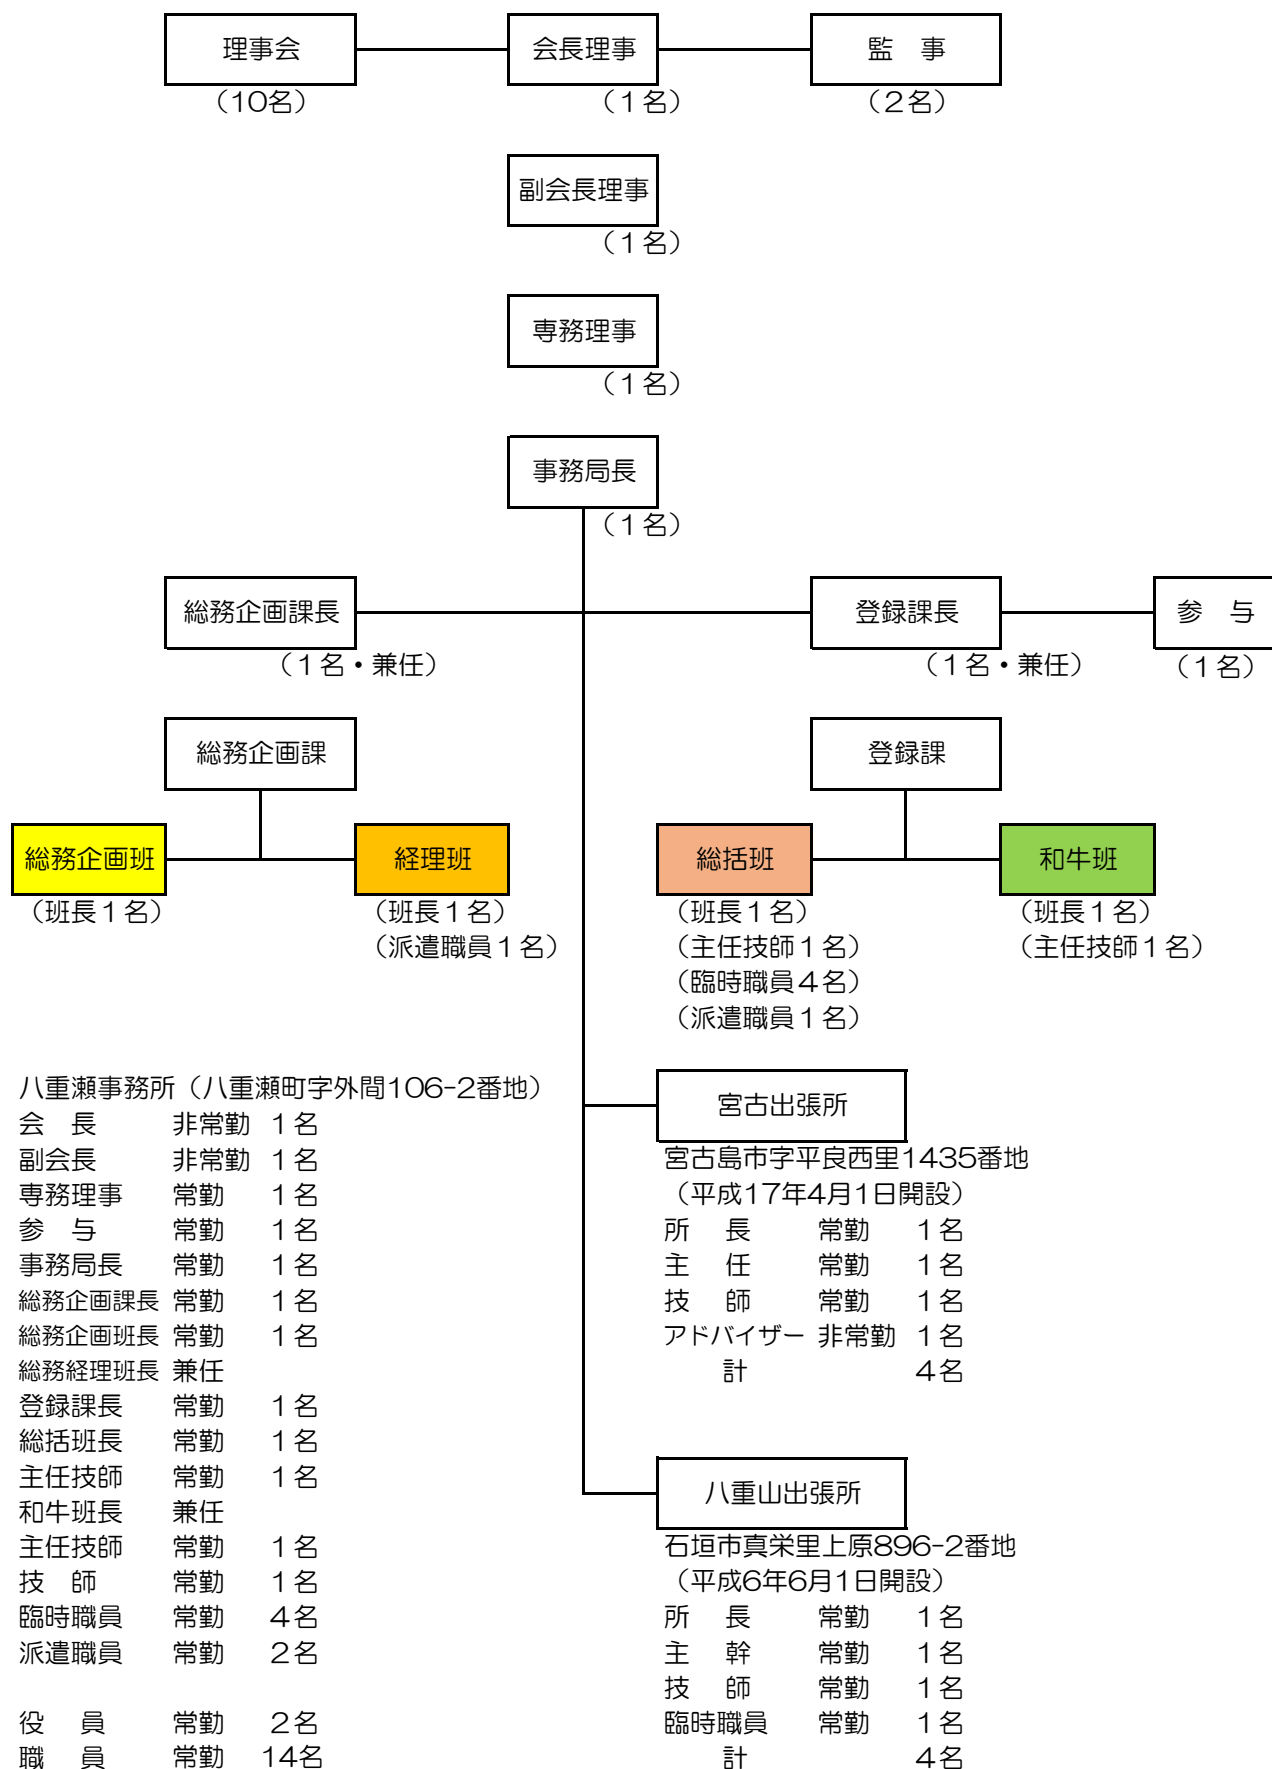 理事会 会長理事 監　事
（10名） （１名） （２名）
副会長理事
（１名）
専務理事
（１名）
事務局長
（１名）
総務企画課長 登録課長 参　与
（１名・兼任） （１名・兼任） （１名）
総務企画課 登録課
総務企画班 経理班 総括班 和牛班
（班長１名） （班長１名） （班長１名） （班長１名）
（派遣職員１名） （主任技師１名） （主任技師１名）
（臨時職員４名）
（派遣職員１名）
八重瀬事務所（八重瀬町字外間106-2番地）
会　長 非常勤 １名
副会長 非常勤 １名
専務理事 常勤 １名
参　与 常勤 １名
事務局長 常勤 １名
総務企画課長 常勤 １名
総務企画班長 常勤 １名
総務経理班長 兼任
登録課長 常勤 １名
総括班長 常勤 １名
主任技師 常勤 １名
和牛班長 兼任
主任技師 常勤 １名
技　師 常勤 １名
臨時職員 常勤 ４名
派遣職員 常勤 ２名
役　員 常勤 ２名
職　員 常勤 14名
宮古出張所
宮古島市字平良西里1435番地
（平成17年4月1日開設）
所　長 常勤 １名
主　任 常勤 １名
技　師 常勤 １名
アドバイザー 非常勤 １名
計 ４名
八重山出張所
石垣市真栄里上原896-2番地
（平成6年6月1日開設）
所　長 常勤 １名
主　幹 常勤 １名
技　師 常勤 １名
臨時職員 常勤 １名
計 ４名